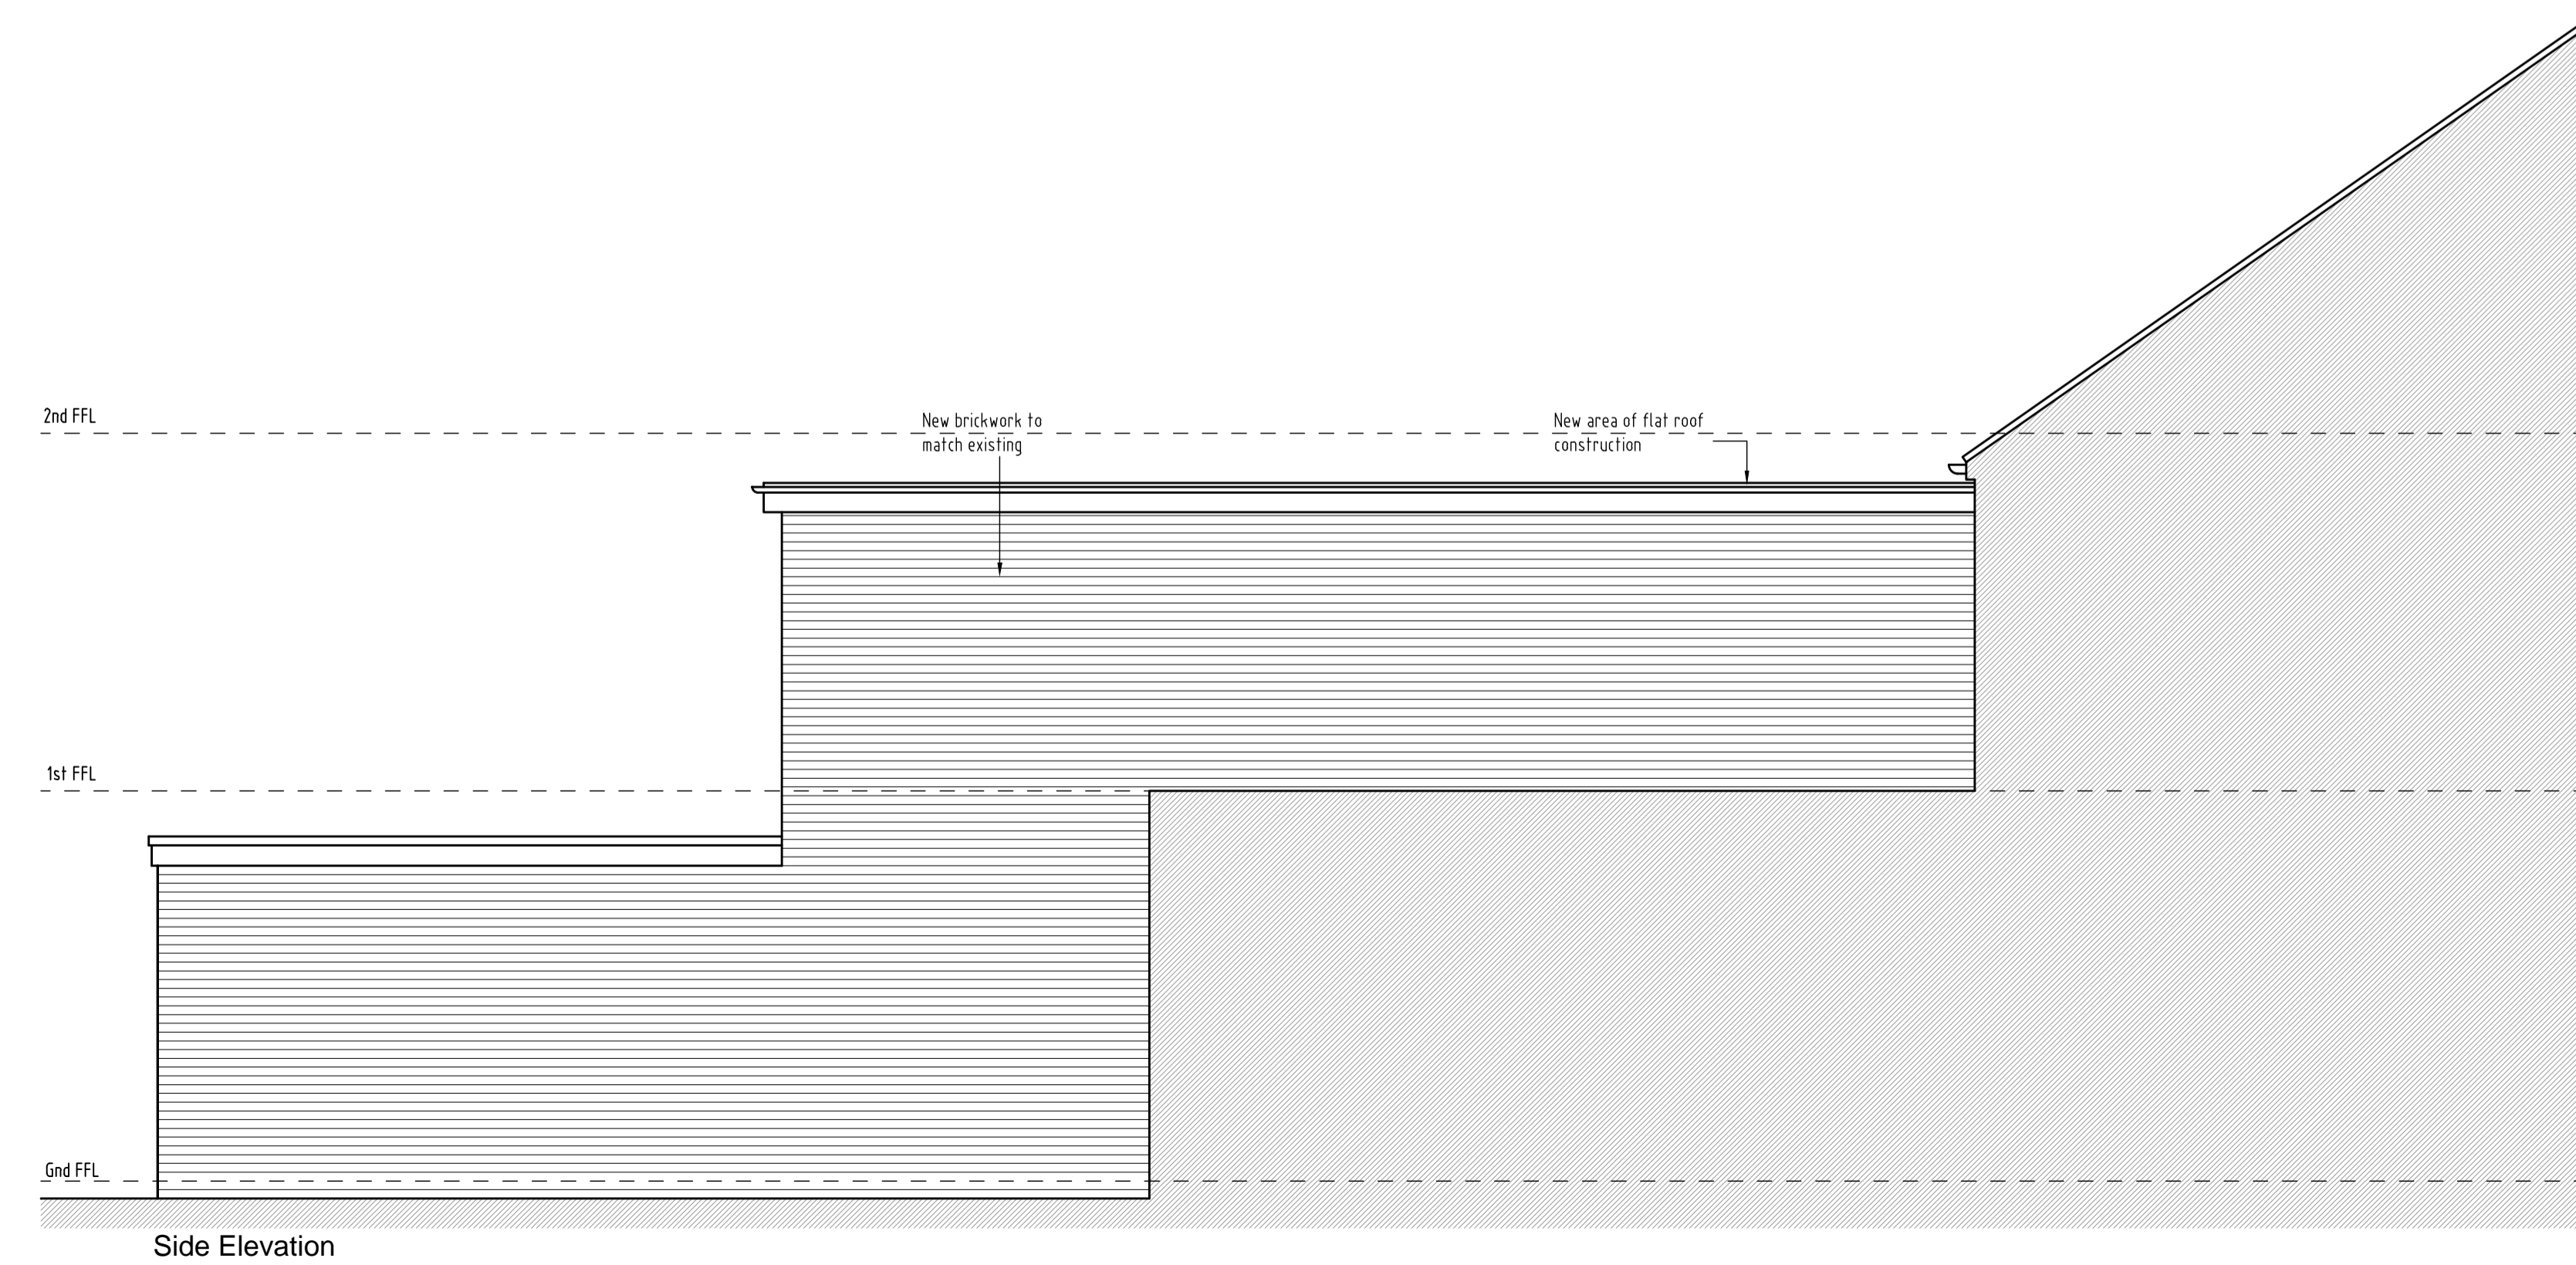 2nd FFL
New brickwork to
match existing
New area of flat roof
construction
1st FFL
Gnd FFL
Side Elevation